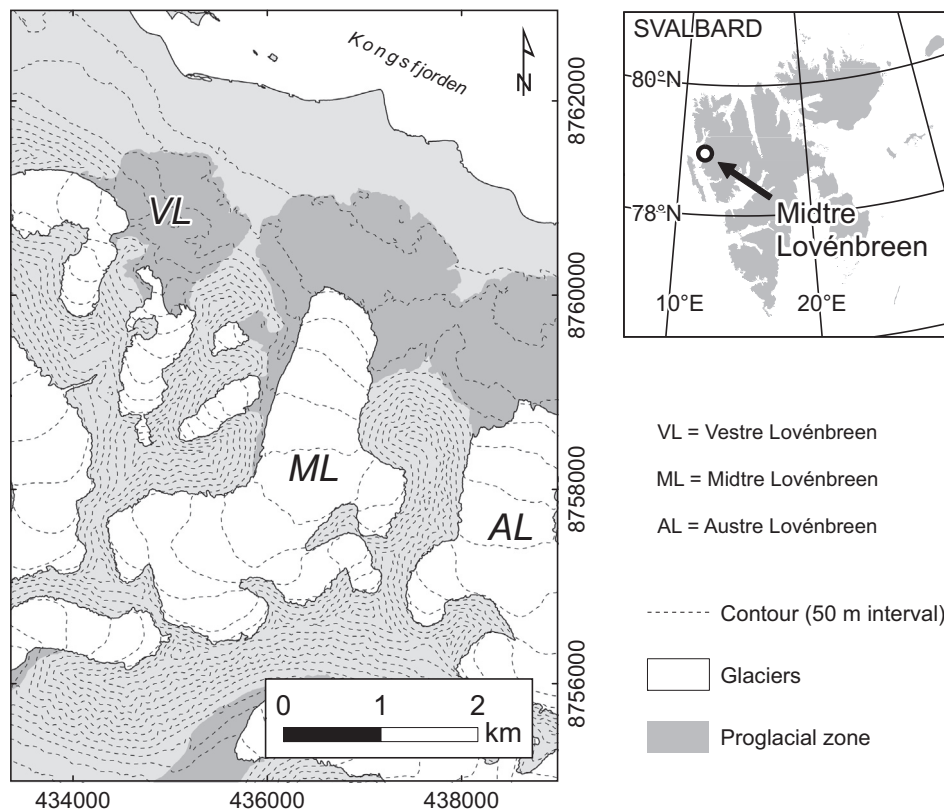 Kongsfjorden
N
VL
ML
AL
0 1 2
km
434000 436000 438000
8762000
8760000
8758000
8756000
SVALBARD
80°N
78°N
Midtre
Lovénbreen
10°E 20°E
VL = Vestre Lovénbreen
ML = Midtre Lovénbreen
AL = Austre Lovénbreen
Contour (50 m interval)
Glaciers
Proglacial zone